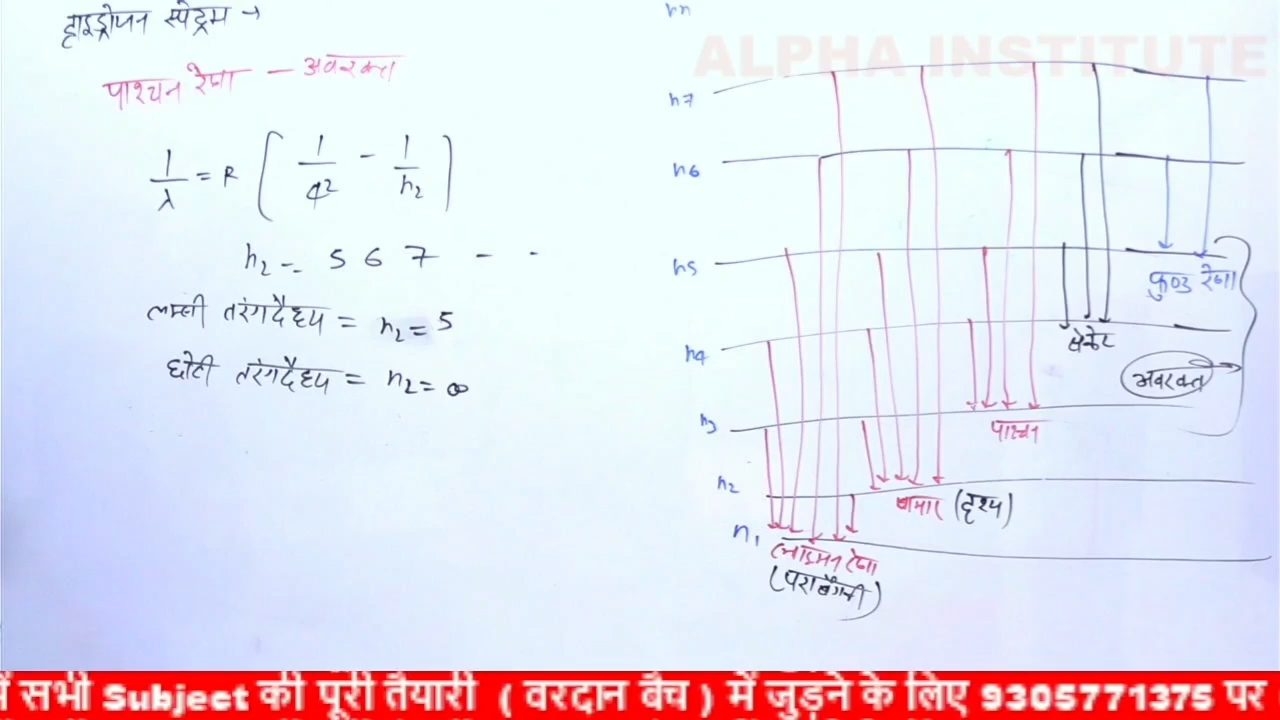 हाइड्रोजन स्पेट्रम →
पाश्चन रेखा — अवरक्त
1/λ = R ( 1/4² - 1/n₂ )
n₂ = 5 6 7 - -
लम्बी तरंगदैर्ध्य = n₂ = 5
छोटी तरंगदैर्ध्य = n₂ = ∞
ALPHA INSTITUTE
nn
n7
n6
n5
फुण्ड रेखा
n4
ब्रेकेट
अवरक्त
n3
पाश्चन
n2
बामर (दृश्य)
n1
लाइमन रेखा
(पराबैंगनी)
में सभी Subjeet की पूरी तैयारी ( वरदान बैच ) में जुड़ने के लिए 9305771375 पर